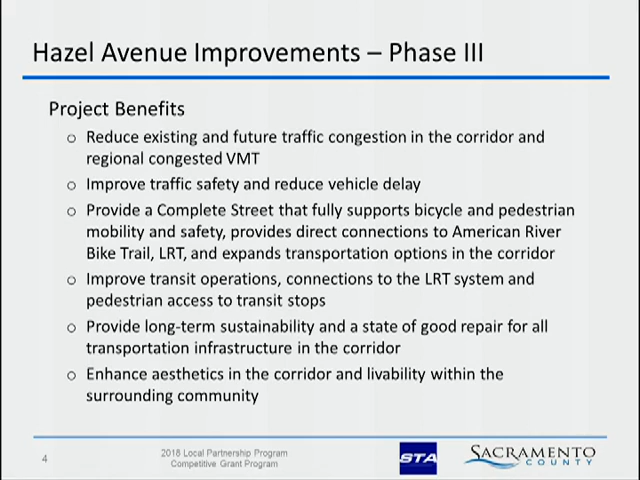 Hazel Avenue Improvements – Phase III
Project Benefits
○ Reduce existing and future traffic congestion in the corridor and
regional congested VMT
○ Improve traffic safety and reduce vehicle delay
○ Provide a Complete Street that fully supports bicycle and pedestrian
mobility and safety, provides direct connections to American River
Bike Trail, LRT, and expands transportation options in the corridor
○ Improve transit operations, connections to the LRT system and
pedestrian access to transit stops
○ Provide long-term sustainability and a state of good repair for all
transportation infrastructure in the corridor
○ Enhance aesthetics in the corridor and livability within the
surrounding community
4
2018 Local Partnership Program
Competitive Grant Program
STA
SACRAMENTO
COUNTY